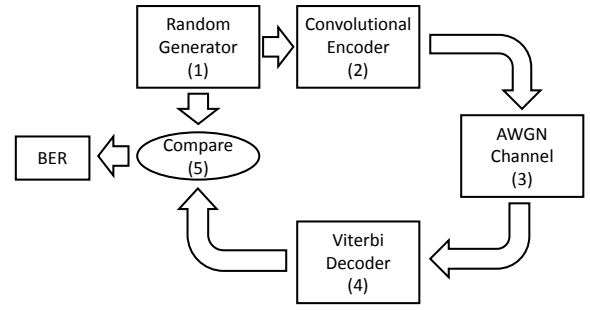 Random
Generator
(1)
Convolutional
Encoder
(2)
AWGN
Channel
(3)
Viterbi
Decoder
(4)
Compare
(5)
BER